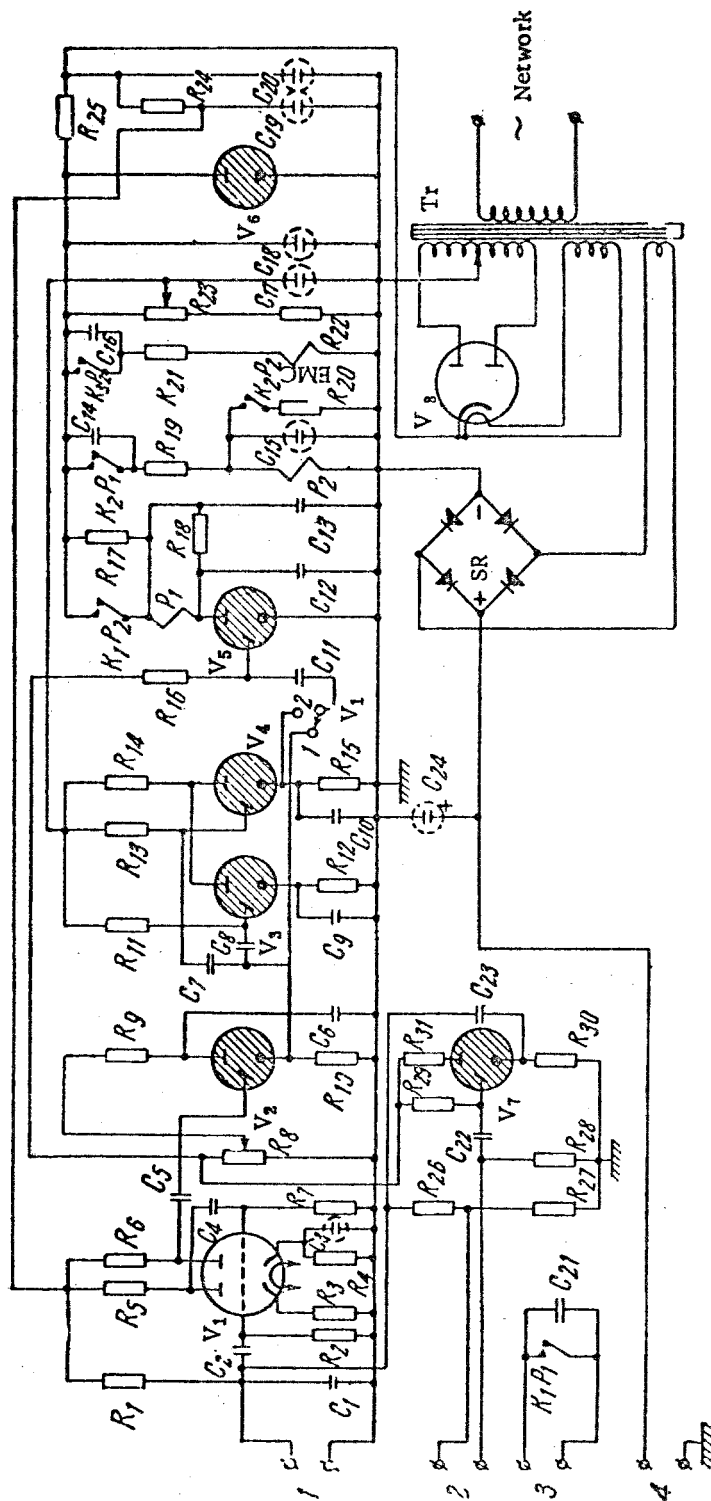 R1
R5
R6
R9
R11
R13
R14
R16
K1P2
R17
P1
K2P1
C14
R19
C16
R21
R23
R25
R24
C5
C4
V1
C2
C1
R2
R3
R4
C3
R7
R8
V2
R10
C6
C7
C8
V3
C9
R12
V4
C10
R15
1
2
V1
C11
V5
C12
R18
C13
P2
C15
K2P2
R20
EM
R22
C17
C18
V6
C19
C20
1
2
3
4
K1P1
C21
R26
R27
R28
C22
R29
R31
V7
C23
R30
C24
+
+
SR
-
V8
Tr
~ Network